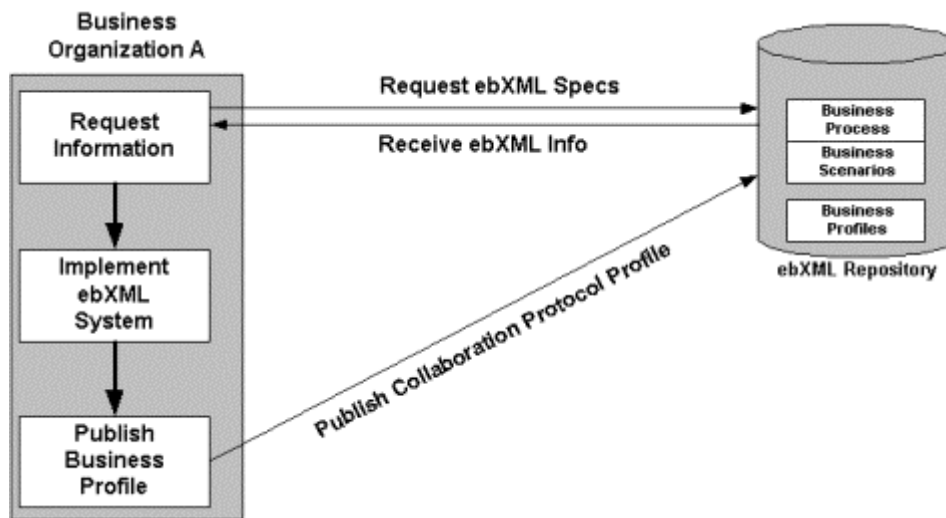 Business
Organization A
Request
Information
Implement
ebXML
System
Publish
Business
Profile
Request ebXML Specs
Receive ebXML Info
Publish Collaboration Protocol Profile
Business
Process
Business
Scenarios
Business
Profiles
ebXML Repository